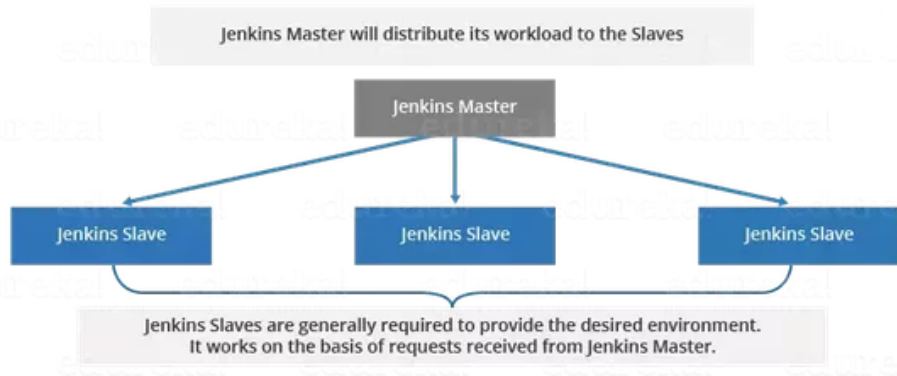 Jenkins Master will distribute its workload to the Slaves
Jenkins Master
Jenkins Slave
Jenkins Slave
Jenkins Slave
Jenkins Slaves are generally required to provide the desired environment.
It works on the basis of requests received from Jenkins Master.